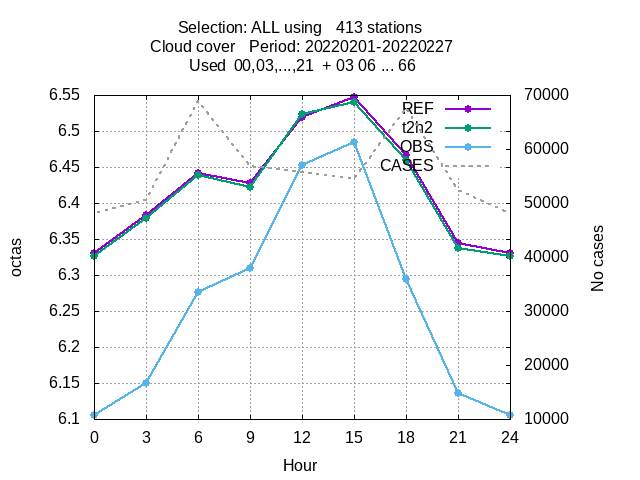 Selection: ALL using   413 stations
Cloud cover   Period: 20220201-20220227
Used  00,03,...,21  + 03 06 ... 66
6.55
6.5
6.45
6.4
6.35
6.3
6.25
6.2
6.15
6.1
octas
REF
t2h2
OBS
CASES
70000
60000
50000
40000
30000
20000
10000
No cases
0 3 6 9 12 15 18 21 24
Hour